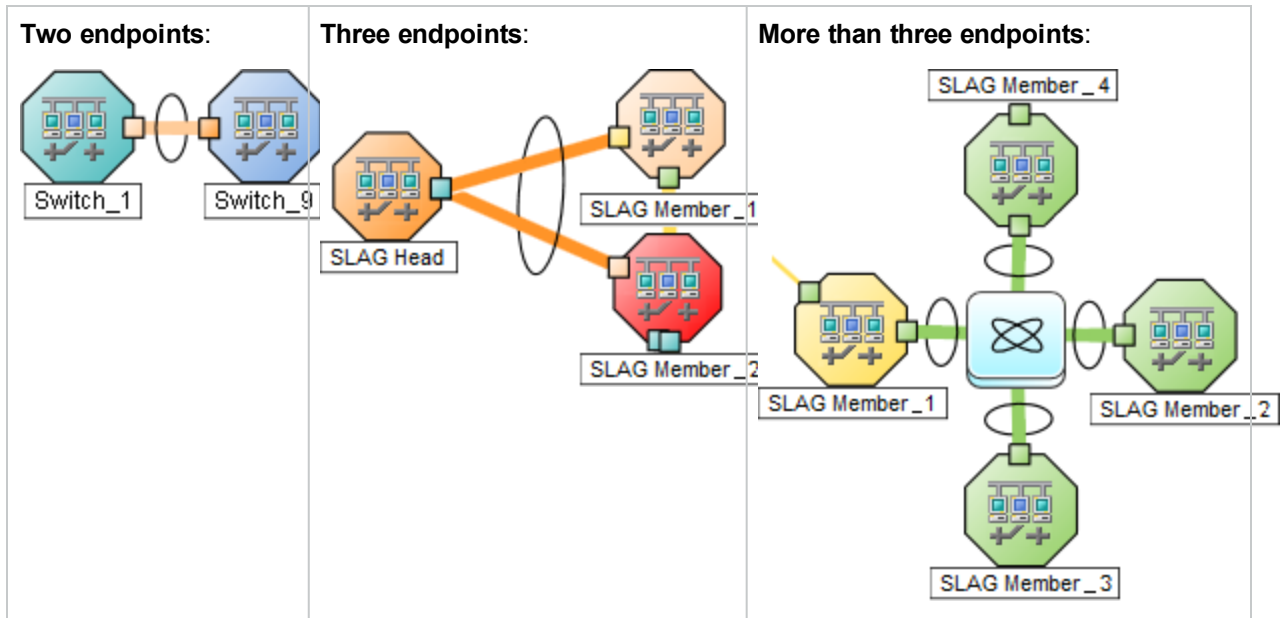 Two endpoints:
Switch_1
Switch_9
Three endpoints:
SLAG Head
SLAG Member_1
SLAG Member_2
More than three endpoints:
SLAG Member_4
SLAG Member_1
SLAG Member_2
SLAG Member_3